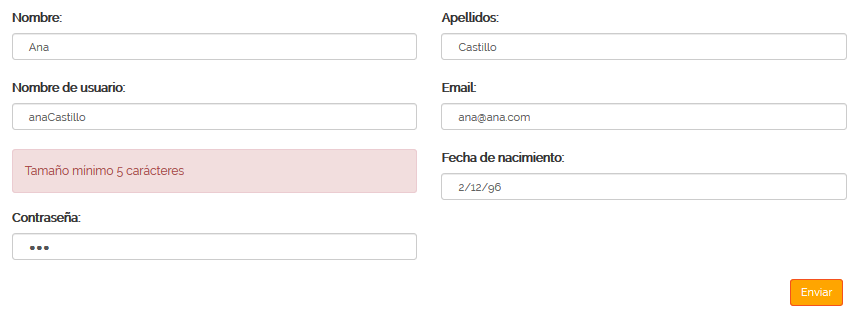 Nombre:
Ana
Apellidos:
Castillo
Nombre de usuario:
anaCastillo
Email:
ana@ana.com
Tamaño minimo 5 carácteres
Fecha de nacimiento:
2/12/96
Contraseña:
•••
Enviar